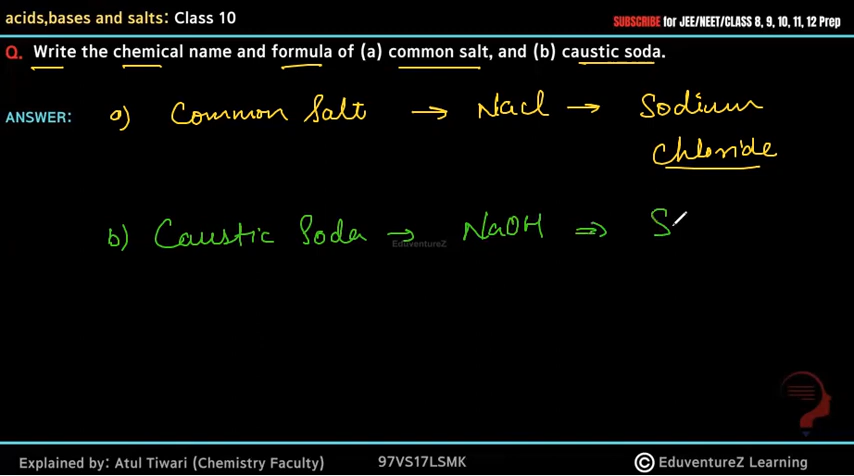 acids,bases and salts: Class 10
SUBSCRIBE for JEE/NEET/CLASS 8, 9, 10, 11, 12 Prep
Q. Write the chemical name and formula of (a) common salt, and (b) caustic soda.
ANSWER: a) Common Salt → NaCl → Sodium
Chloride
b) Caustic Soda → NaOH ⇒ S
EduventureZ
Explained by: Atul Tiwari (Chemistry Faculty) 97VS17LSMK © EduventureZ Learning